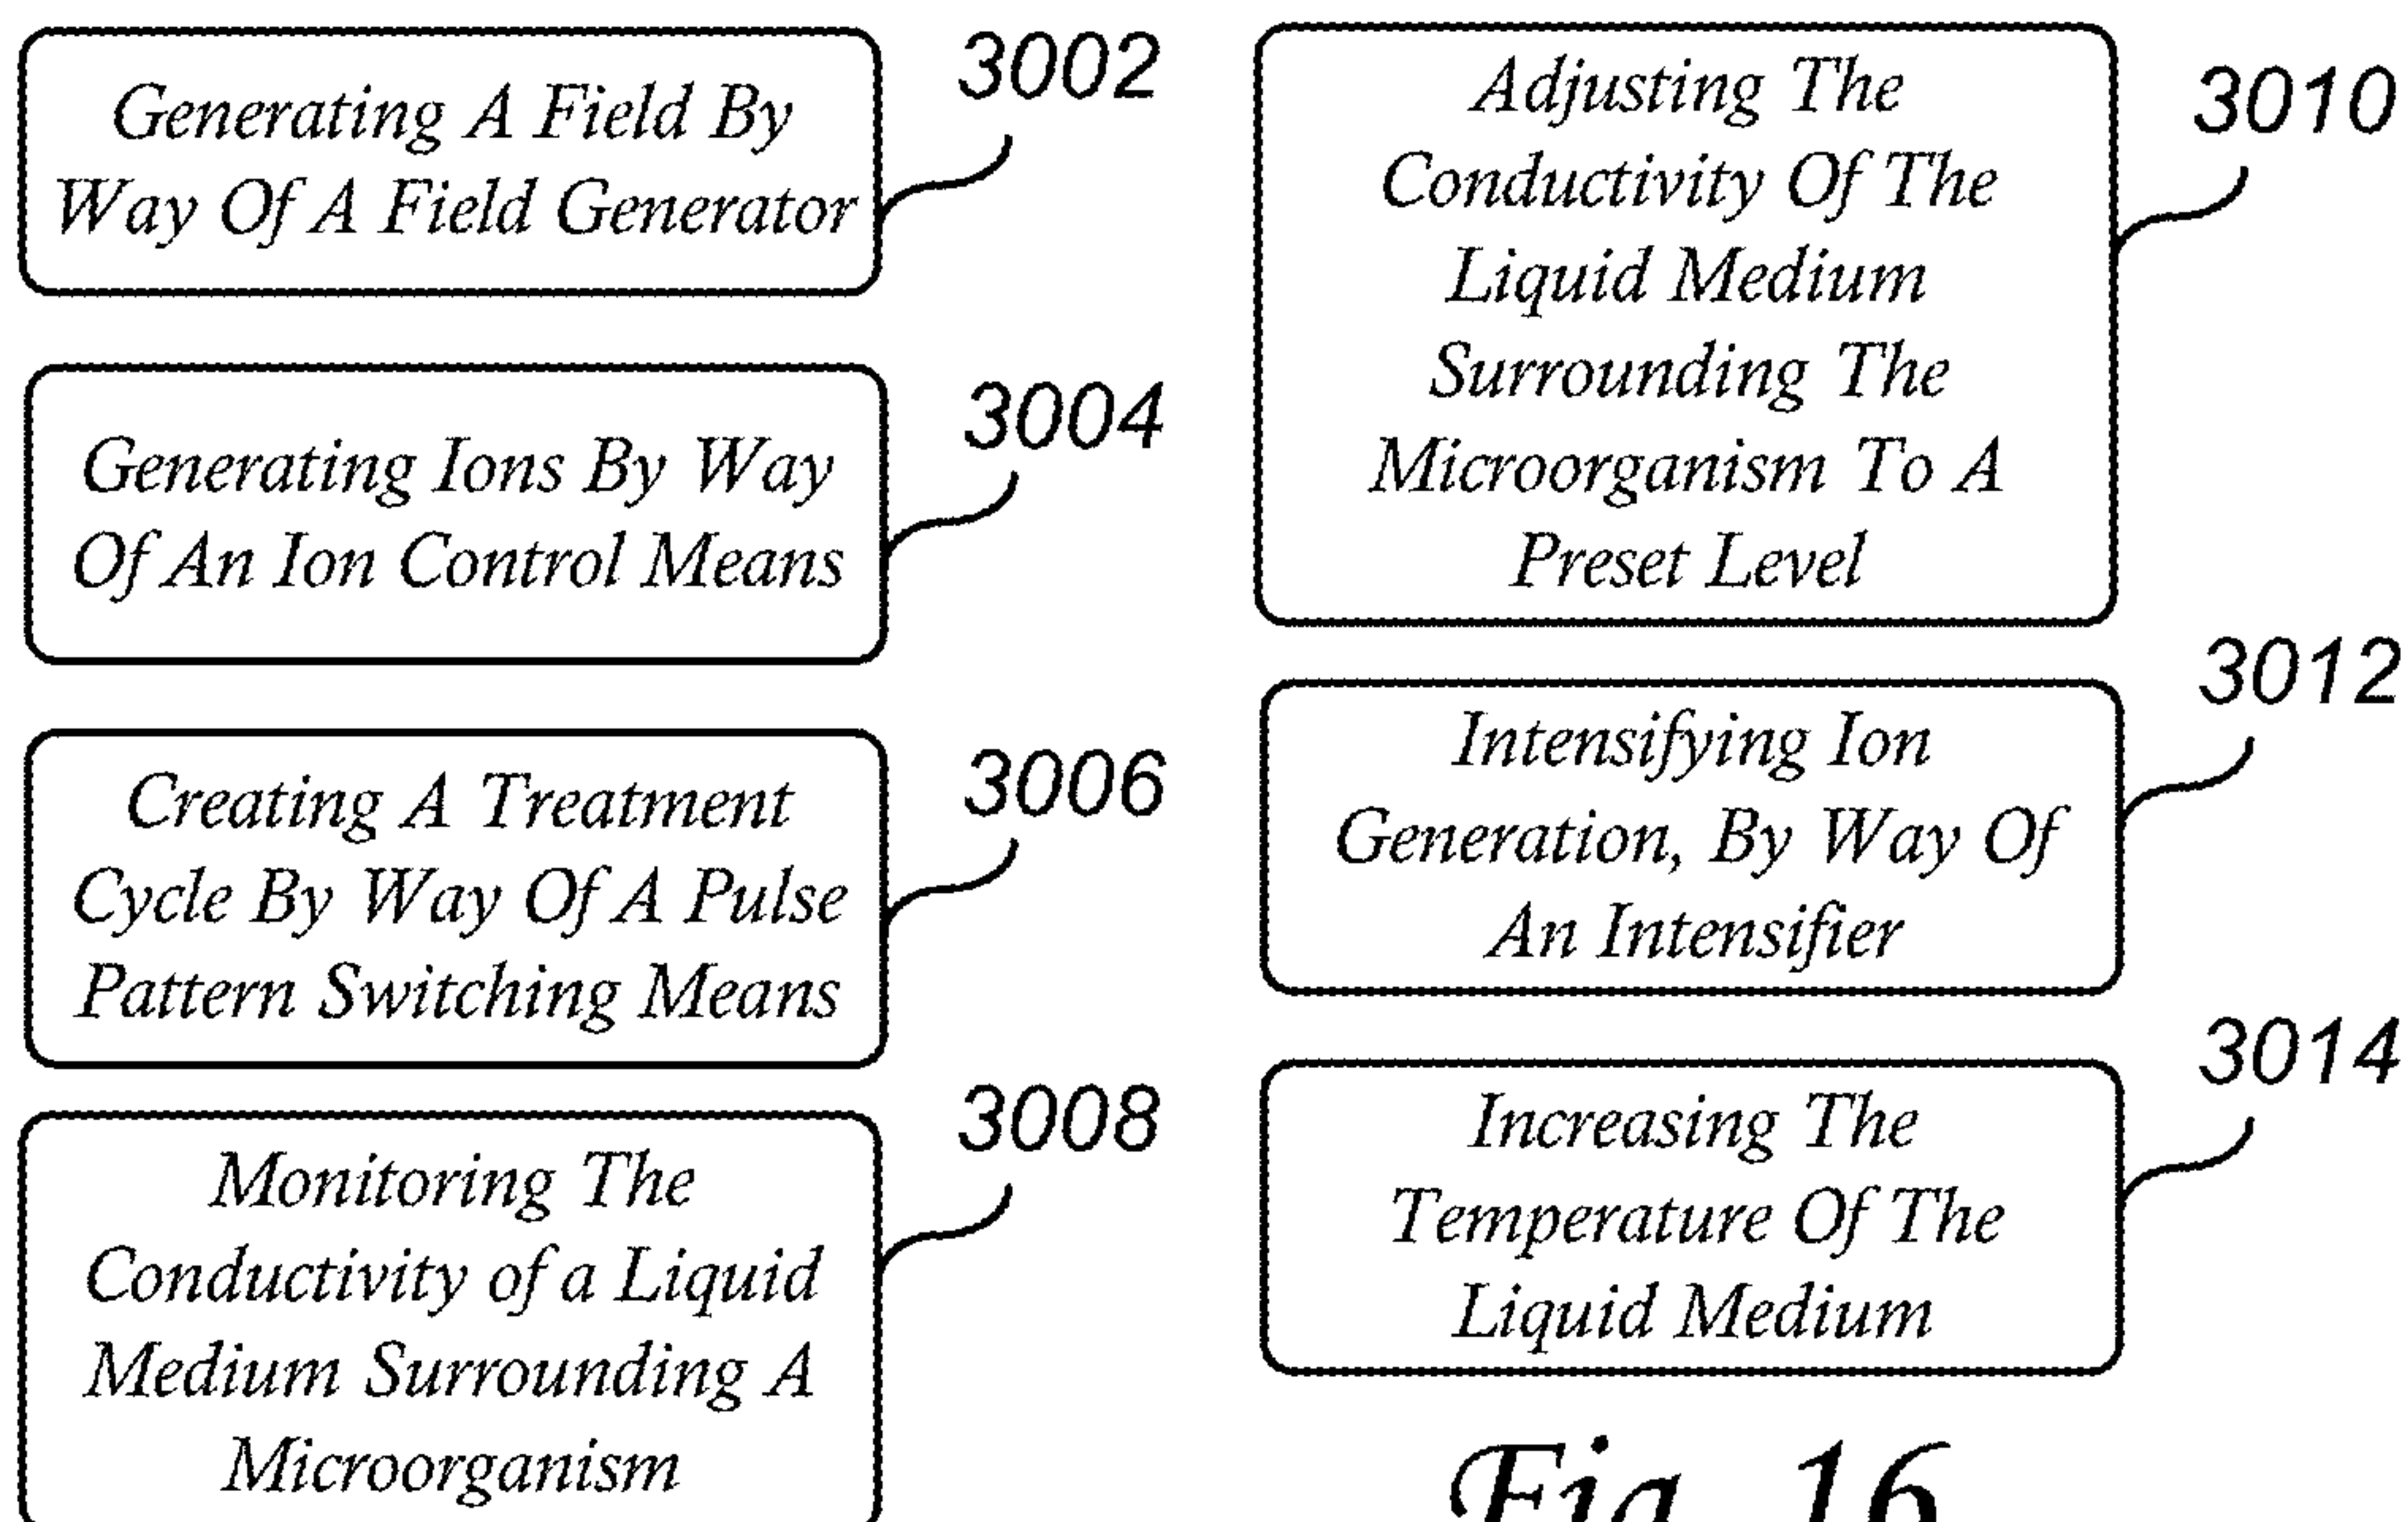 Generating A Field By
Way Of A Field Generator
3002
Generating Ions By Way
Of An Ion Control Means
3004
Creating A Treatment
Cycle By Way Of A Pulse
Pattern Switching Means
3006
Monitoring The
Conductivity of a Liquid
Medium Surrounding A
Microorganism
3008
Adjusting The
Conductivity Of The
Liquid Medium
Surrounding The
Microorganism To A
Preset Level
3010
Intensifying Ion
Generation, By Way Of
An Intensifier
3012
Increasing The
Temperature Of The
Liquid Medium
3014
Fig. 16